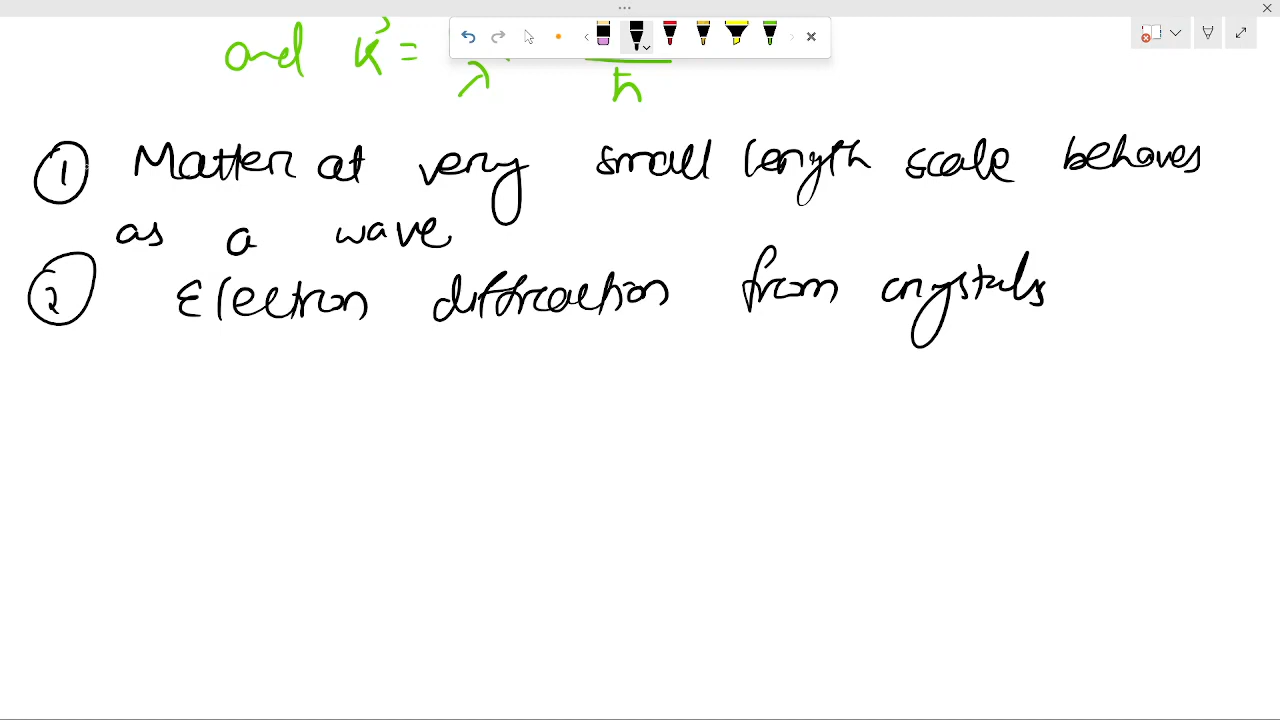 and k = λ ħ
① Matter at very small length scale behaves
as a wave
② Electron diffraction from crystals